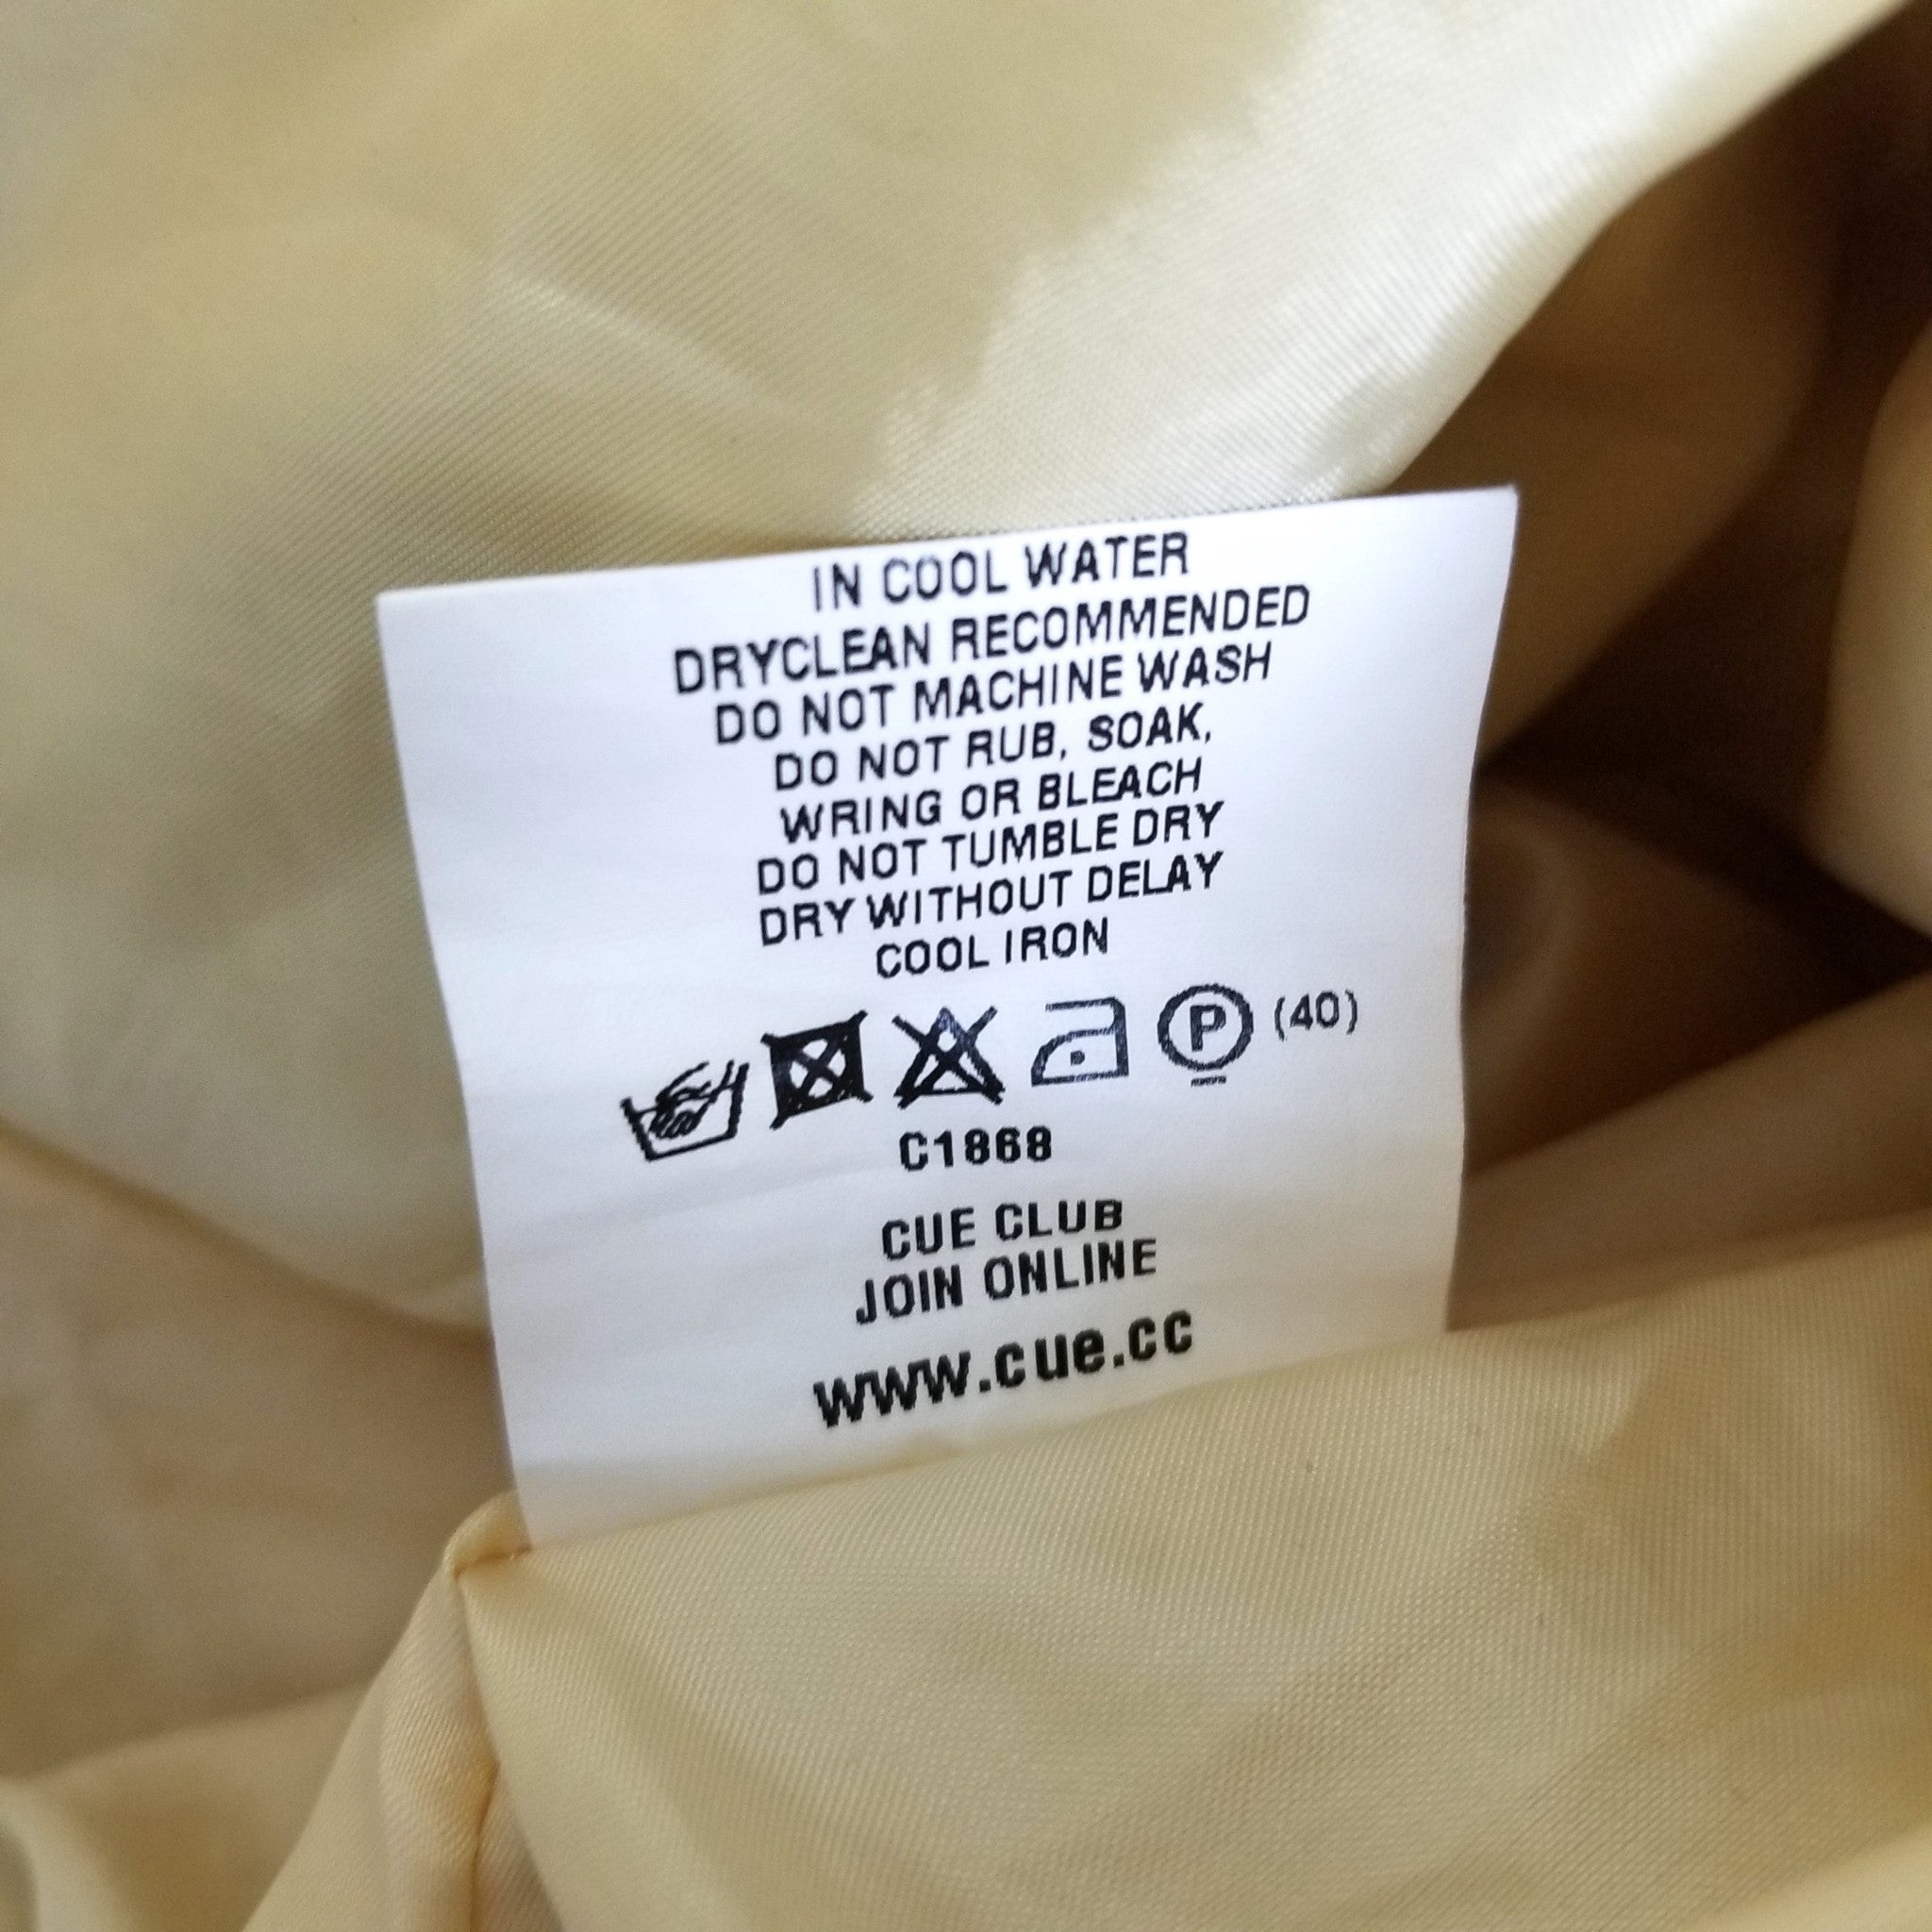 IN COOL WATER
DRYCLEAN RECOMMENDED
DO NOT MACHINE WASH
DO NOT RUB, SOAK,
WRING OR BLEACH
DO NOT TUMBLE DRY
DRY WITHOUT DELAY
COOL IRON
P (40)
C1868
CUE CLUB
JOIN ONLINE
www.cue.cc